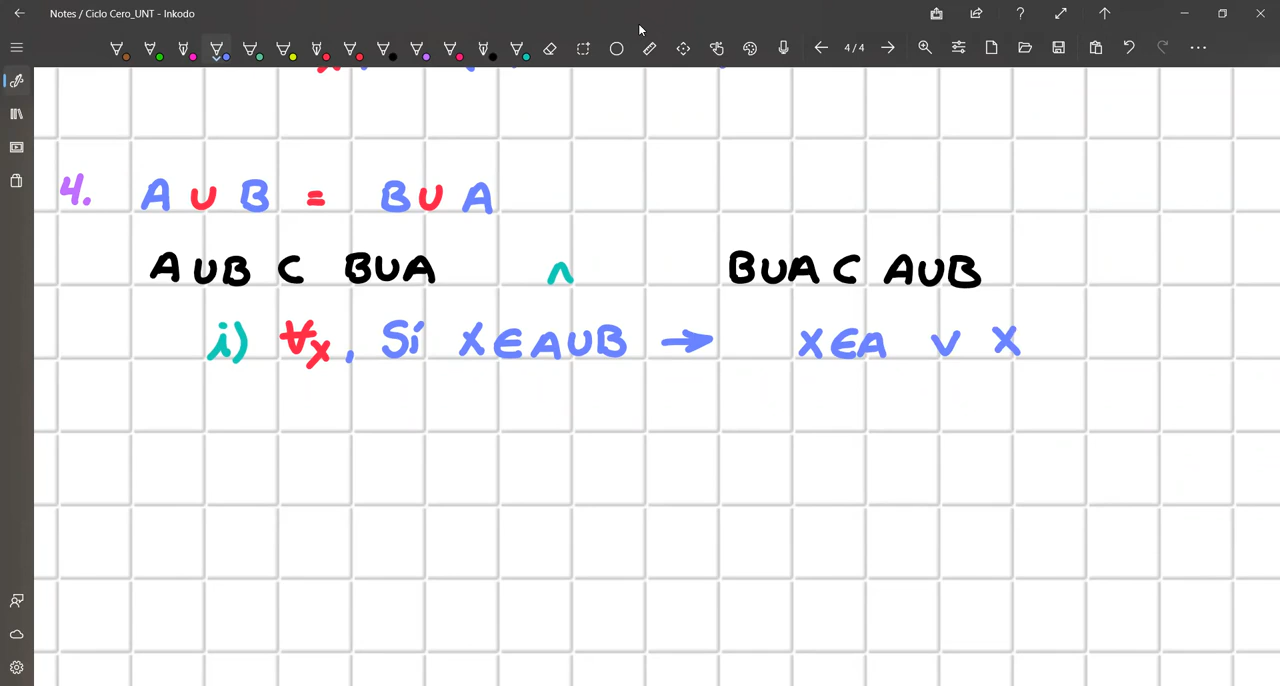 Notes / Ciclo Cero_UNT - Inkodo
4 / 4
4. A ∪ B = B ∪ A
A∪B ⊂ B∪A ∧ B∪A ⊂ A∪B
i) ∀x, Sí x∈A∪B → x∈A ∨ x